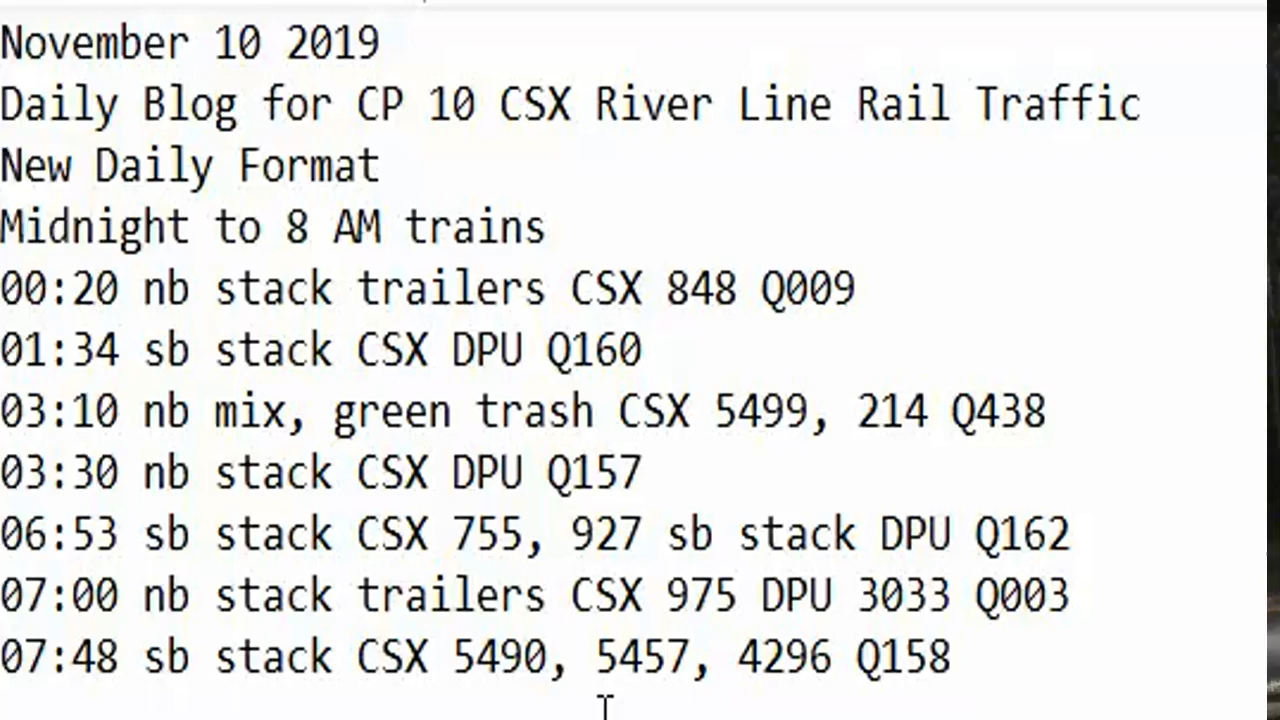 November 10 2019
Daily Blog for CP 10 CSX River Line Rail Traffic
New Daily Format
Midnight to 8 AM trains
00:20 nb stack trailers CSX 848 Q009
01:34 sb stack CSX DPU Q160
03:10 nb mix, green trash CSX 5499, 214 Q438
03:30 nb stack CSX DPU Q157
06:53 sb stack CSX 755, 927 sb stack DPU Q162
07:00 nb stack trailers CSX 975 DPU 3033 Q003
07:48 sb stack CSX 5490, 5457, 4296 Q158